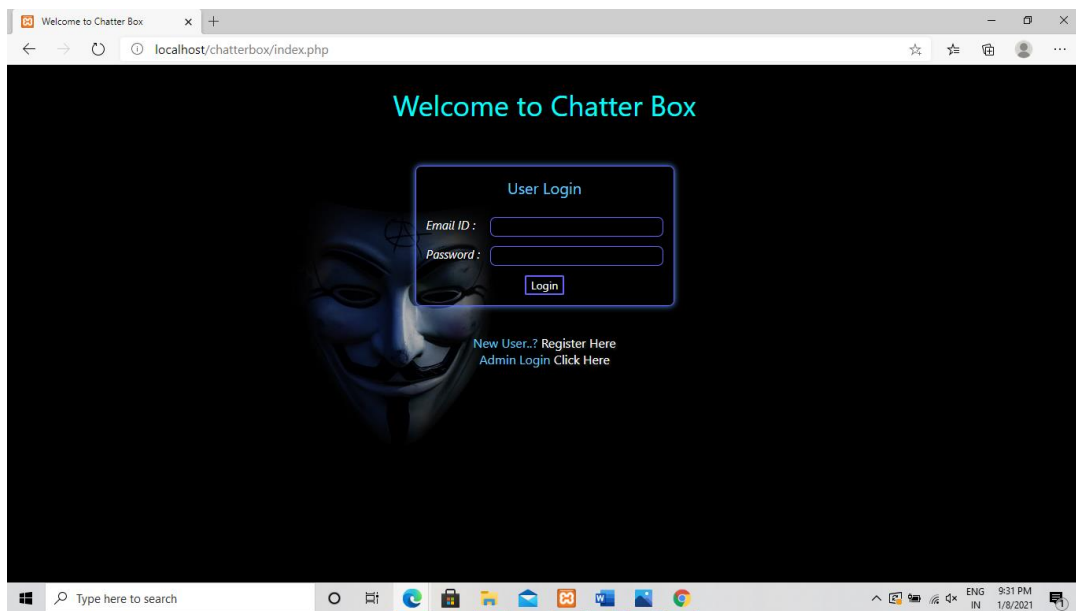 Welcome to Chatter Box
localhost/chatterbox/index.php
Welcome to Chatter Box
User Login
Email ID :
Password :
Login
New User..? Register Here
Admin Login Click Here
Type here to search
ENG 9:31 PM
IN 1/8/2021
1